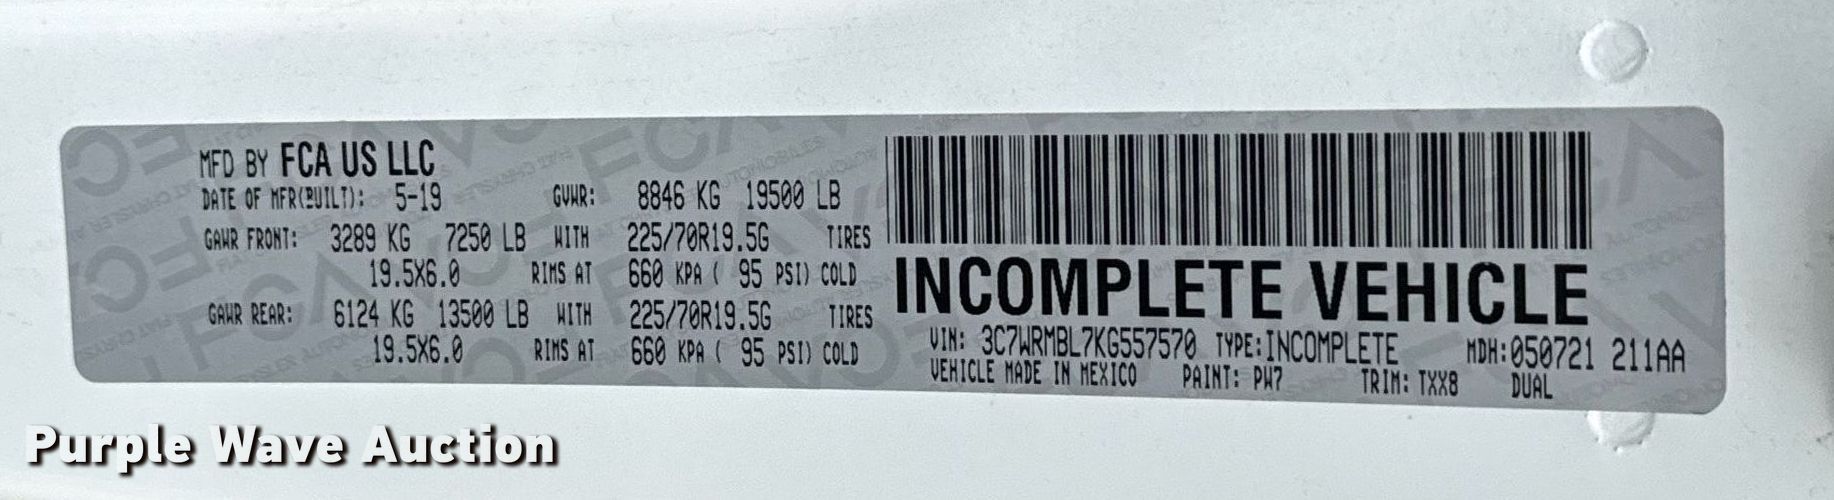 MFD BY FCA US LLC
DATE OF MFR(BUILT): 5-19 GVWR: 8846 KG 19500 LB
GAWR FRONT: 3289 KG 7250 LB WITH 225/70R19.5G TIRES
19.5X6.0 RIMS AT 660 KPA ( 95 PSI) COLD
GAWR REAR: 6124 KG 13500 LB WITH 225/70R19.5G TIRES
19.5X6.0 RIMS AT 660 KPA ( 95 PSI) COLD
INCOMPLETE VEHICLE
VIN: 3C7WRMBL7KG557570 TYPE:INCOMPLETE MDH:050721 211AA
VEHICLE MADE IN MEXICO PAINT: PW7 TRIM: TXX8 DUAL
Purple Wave Auction